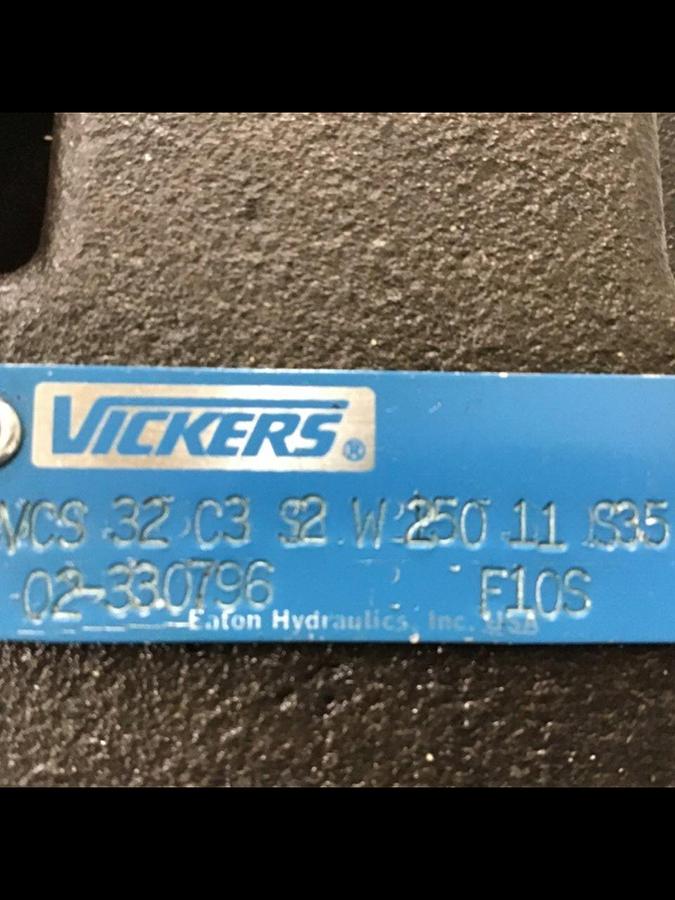 VICKERS®
VCS 32 C3 S2 W 250 11 S35
02-330796 F10S
Eaton Hydraulics, Inc. USA